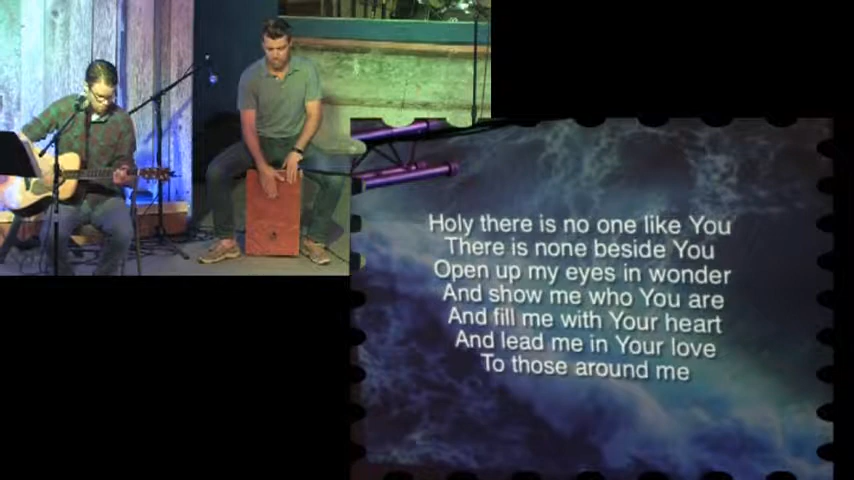 Holy there is no one like You
There is none beside You
Open up my eyes in wonder
And show me who You are
And fill me with Your heart
And lead me in Your love
To those around me